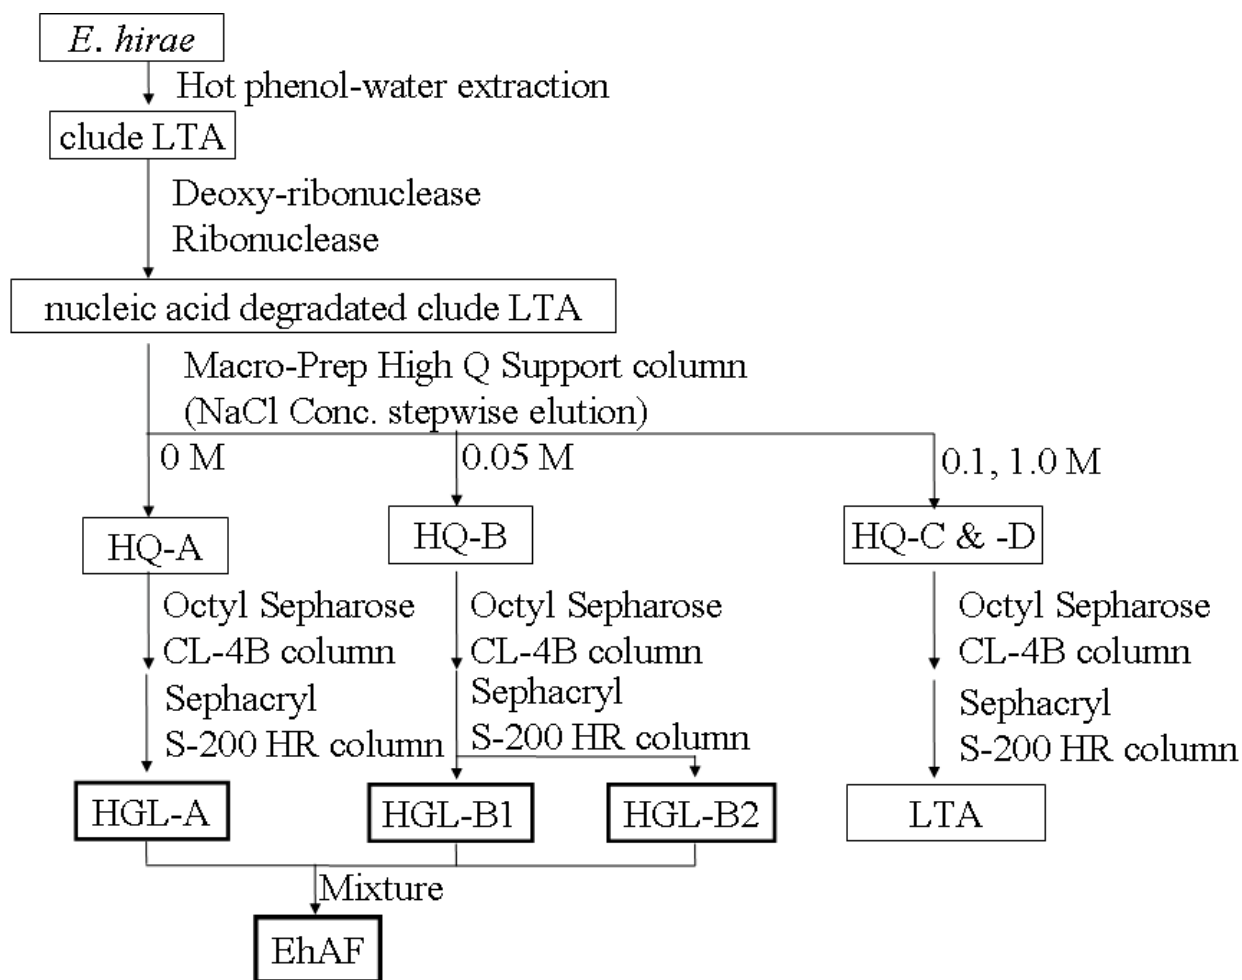 E. hirae
Hot phenol-water extraction
clude LTA
Deoxy-ribonuclease
Ribonuclease
nucleic acid degradated clude LTA
Macro-Prep High Q Support column
(NaCl Conc. stepwise elution)
0 M
0.05 M
0.1, 1.0 M
HQ-A
HQ-B
HQ-C & -D
Octyl Sepharose
CL-4B column
Octyl Sepharose
CL-4B column
Octyl Sepharose
CL-4B column
Sephacryl
S-200 HR column
Sephacryl
S-200 HR column
Sephacryl
S-200 HR column
HGL-A
HGL-B1
HGL-B2
LTA
Mixture
EhAF